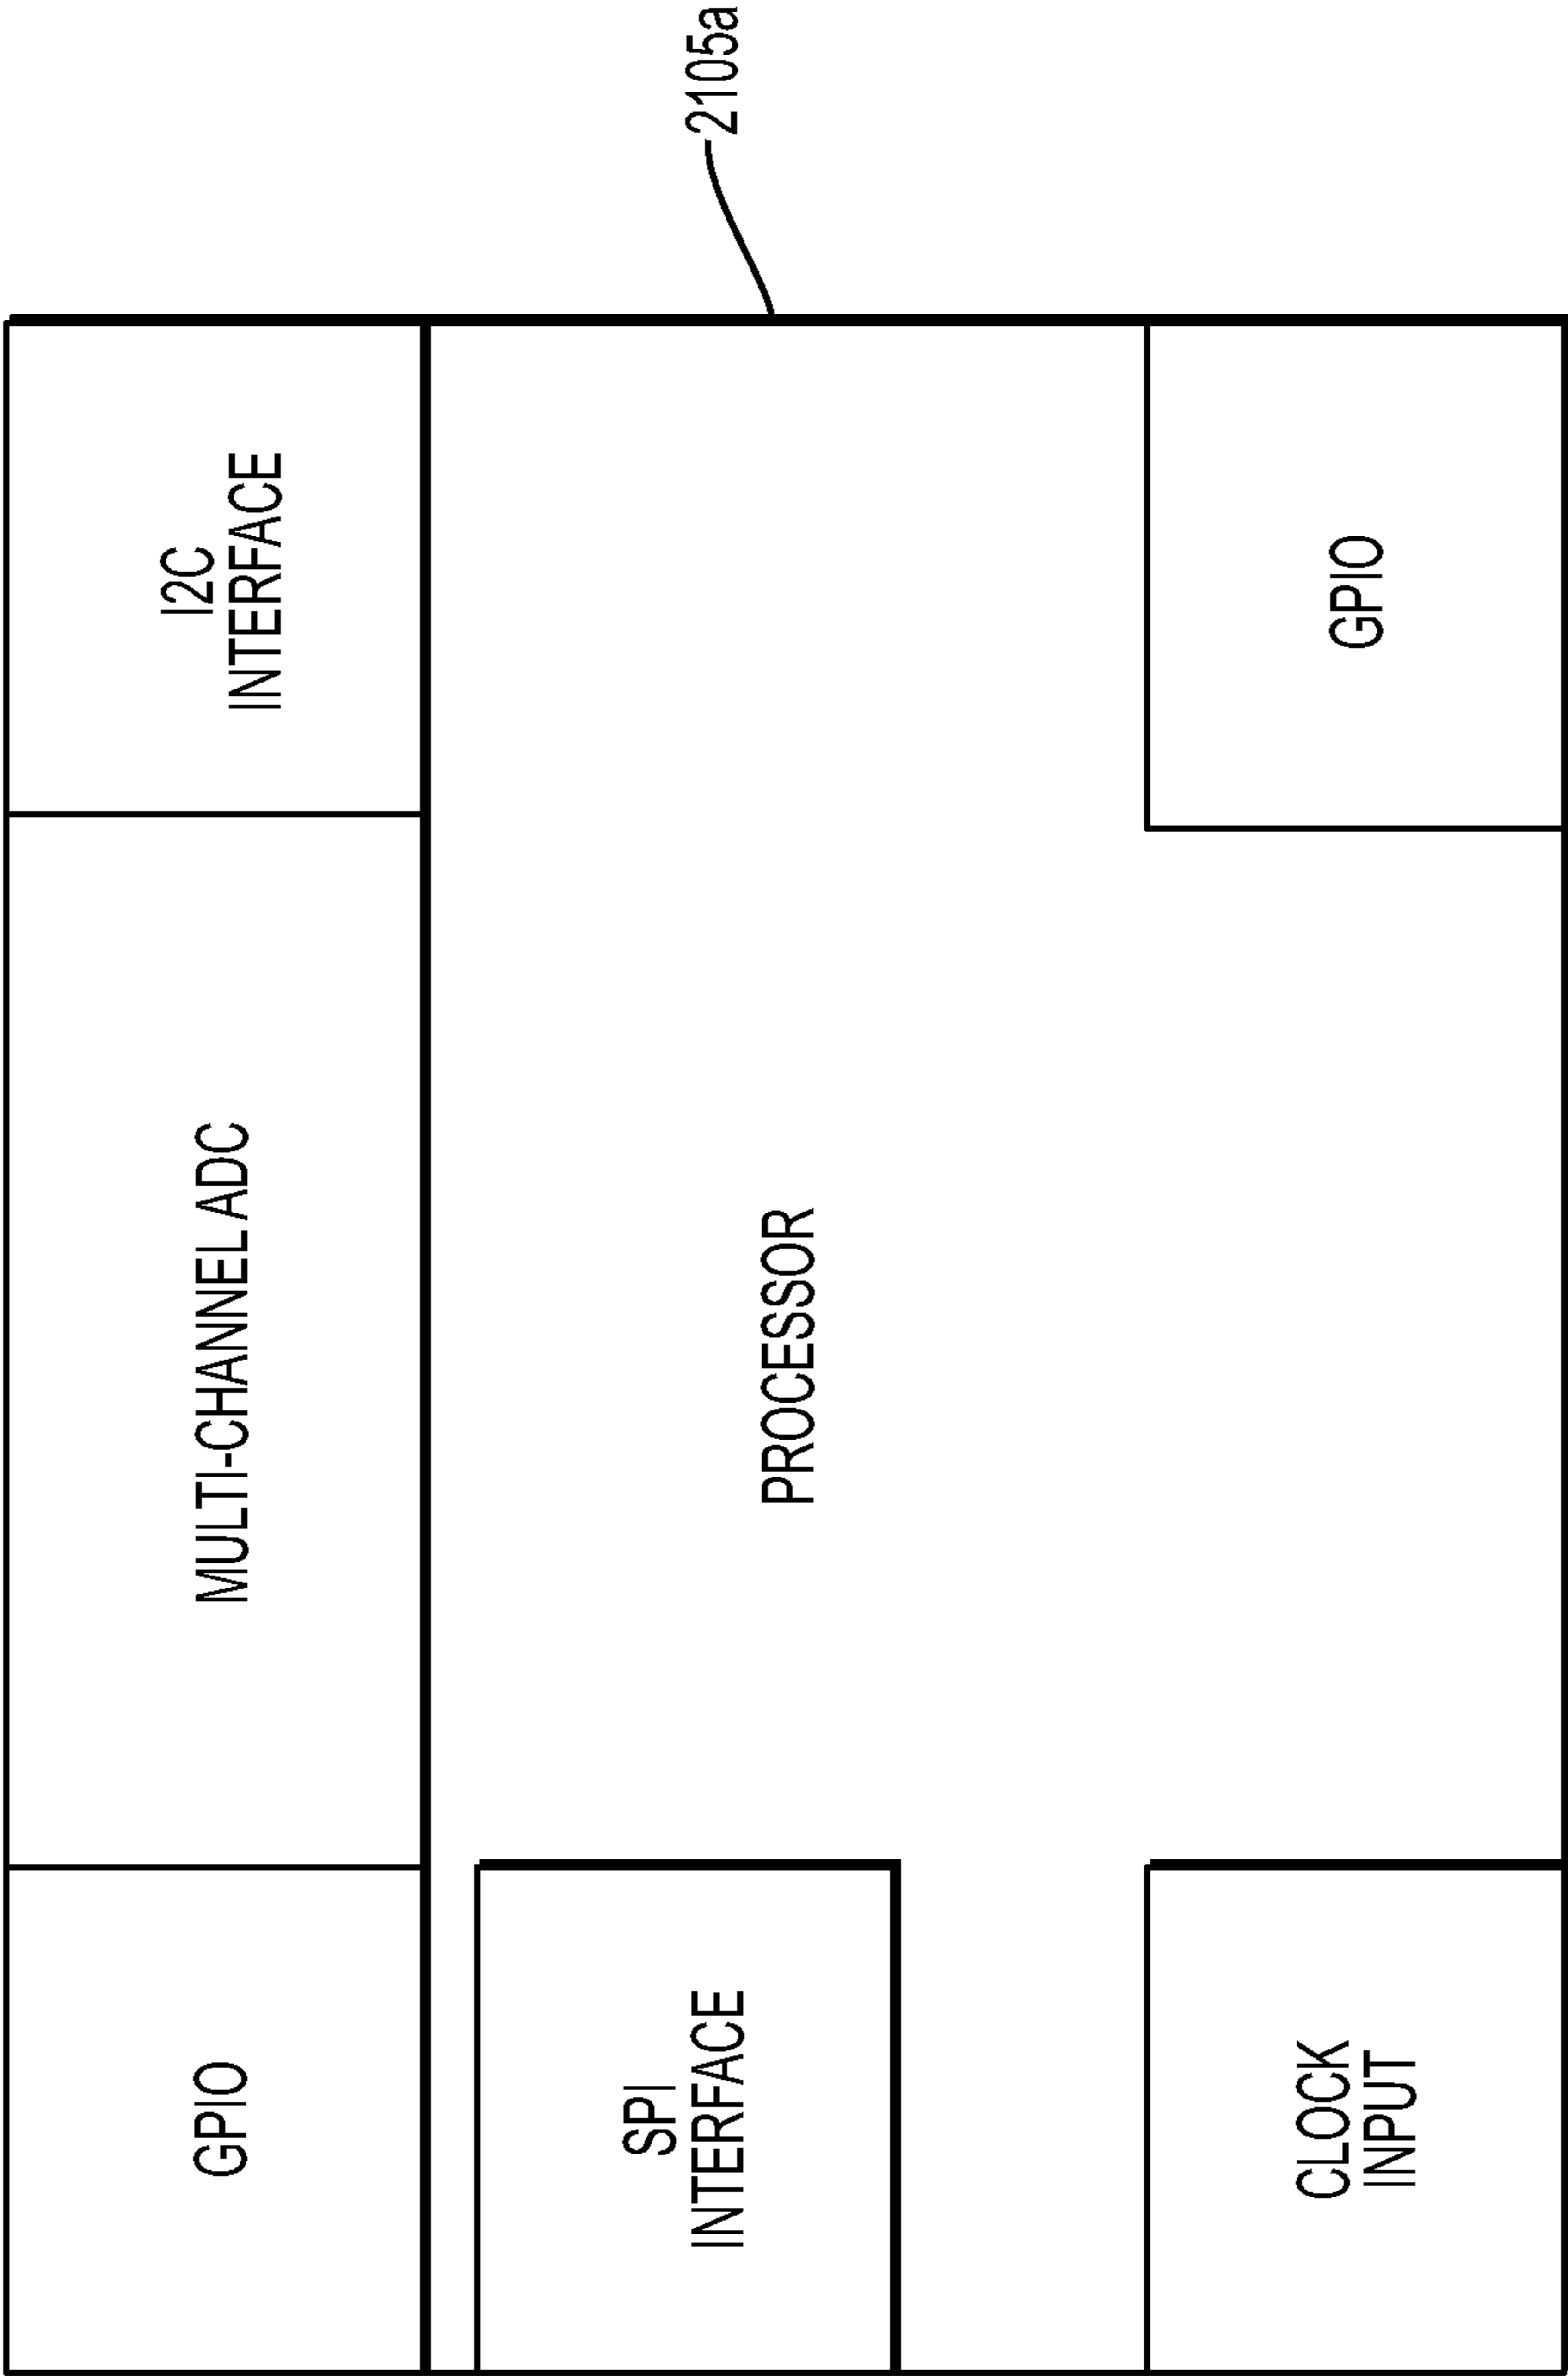 GPIO
MULTI-CHANNEL ADC
I2C
INTERFACE
SPI
INTERFACE
PROCESSOR
2105a
CLOCK
INPUT
GPIO